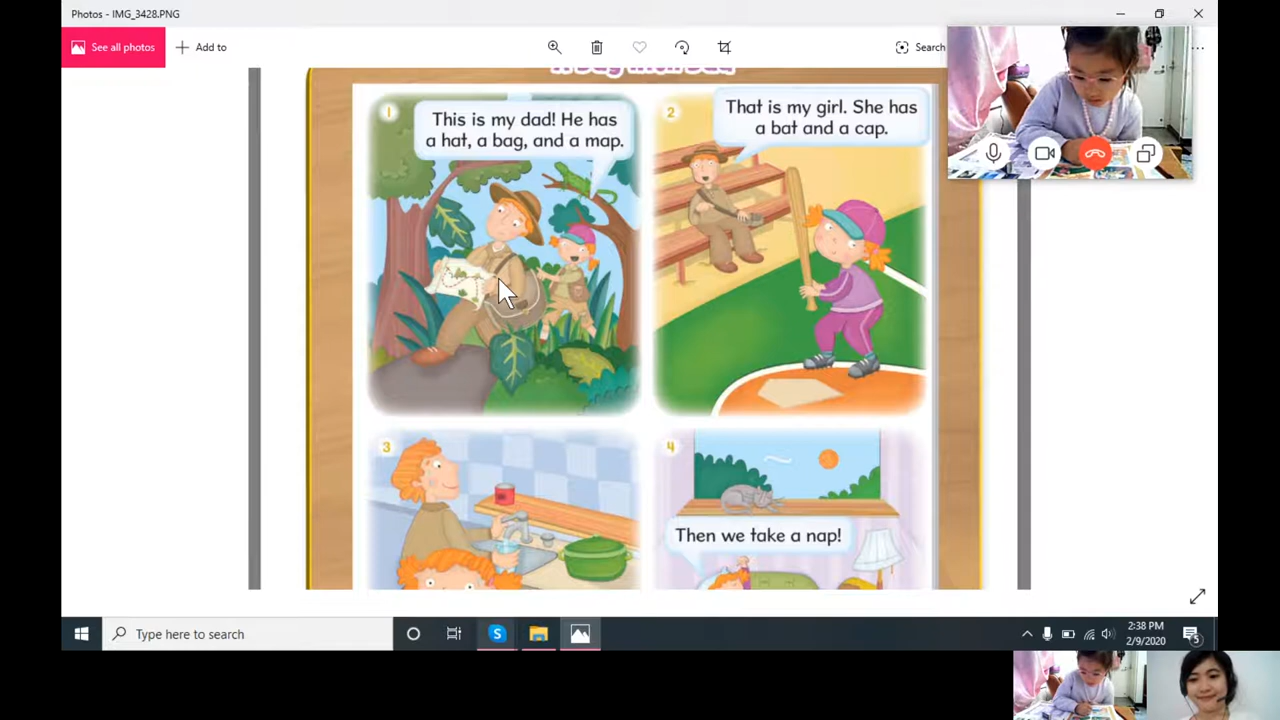 Photos - IMG_3428.PNG
See all photos
Add to
Search
1
This is my dad! He has
a hat, a bag, and a map.
2
That is my girl. She has
a bat and a cap.
3
4
Then we take a nap!
Type here to search
2:38 PM
2/9/2020
5